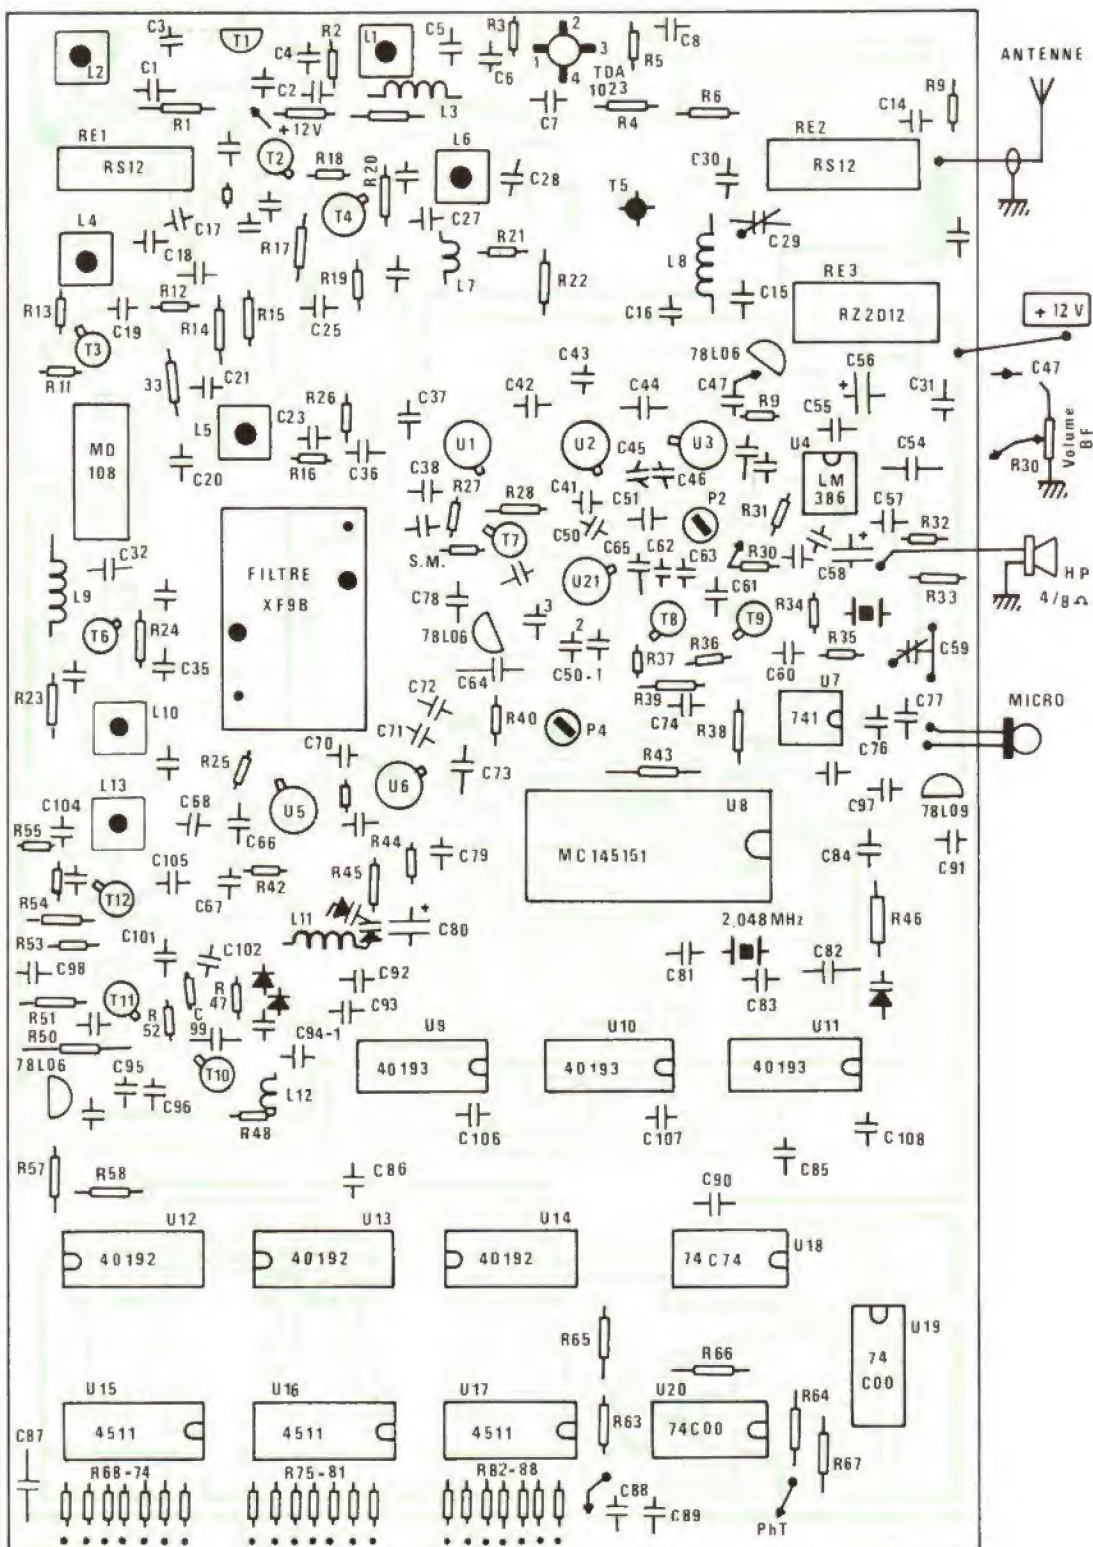 C3
T1
C4
R2
L1
C5
R3
C6
2
1
3
4
TDA
1023
R5
C8
ANTENNE
L2
C1
R1
C2
+12V
L3
C7
R4
R6
C14
R9
RE1
RS12
T2
R18
R20
L6
C28
C30
RE2
RS12
T5
T4
C27
C17
R17
L4
C18
R21
L7
R22
L8
C29
R19
RE3
RZ2D12
C15
C16
+12V
R13
C19
R12
R14
R15
C25
T3
R11
33
C21
C43
C42
C44
78L06
C47
C56
C31
C47
L5
C23
R26
C37
R9
C55
MD
108
C20
R16
C36
U1
U2
C45
U3
C46
U4
LM
386
C54
R30
Volume
BF
C38
R27
R28
C41
C51
P2
R31
C57
R32
C32
FILTRE
XF9B
S.M.
T7
C50
C65
C62
C63
R30
C58
HP
4/8Ω
L9
U21
C61
R33
C78
78L06
3
T8
T9
R34
R35
C59
T6
R24
C35
2
C50-1
C64
R37
R36
C60
R23
L10
C72
C71
R40
P4
R39
C74
R38
U7
741
C76
C77
MICRO
R25
C70
C73
R43
L13
U6
U5
U8
C97
78L09
C104
R55
C68
C66
MC145151
C84
C91
C105
C67
R42
R44
R45
C79
R54
T12
L11
C80
R46
R53
C101
C102
2,048MHz
C98
C92
C81
C83
C82
R51
T11
R
52
C
99
R
47
C93
R50
C94-1
U9
40193
U10
40193
U11
40193
78L06
C95
C96
T10
L12
R48
C106
C107
C108
R57
R58
C86
C85
C90
U12
40192
U13
40192
U14
40192
U18
74C74
R65
R66
U19
74
C00
U15
4511
U16
4511
U17
4511
R63
U20
74C00
R64
R67
C87
R68-74
R75-81
R82-88
C88
C89
PhT